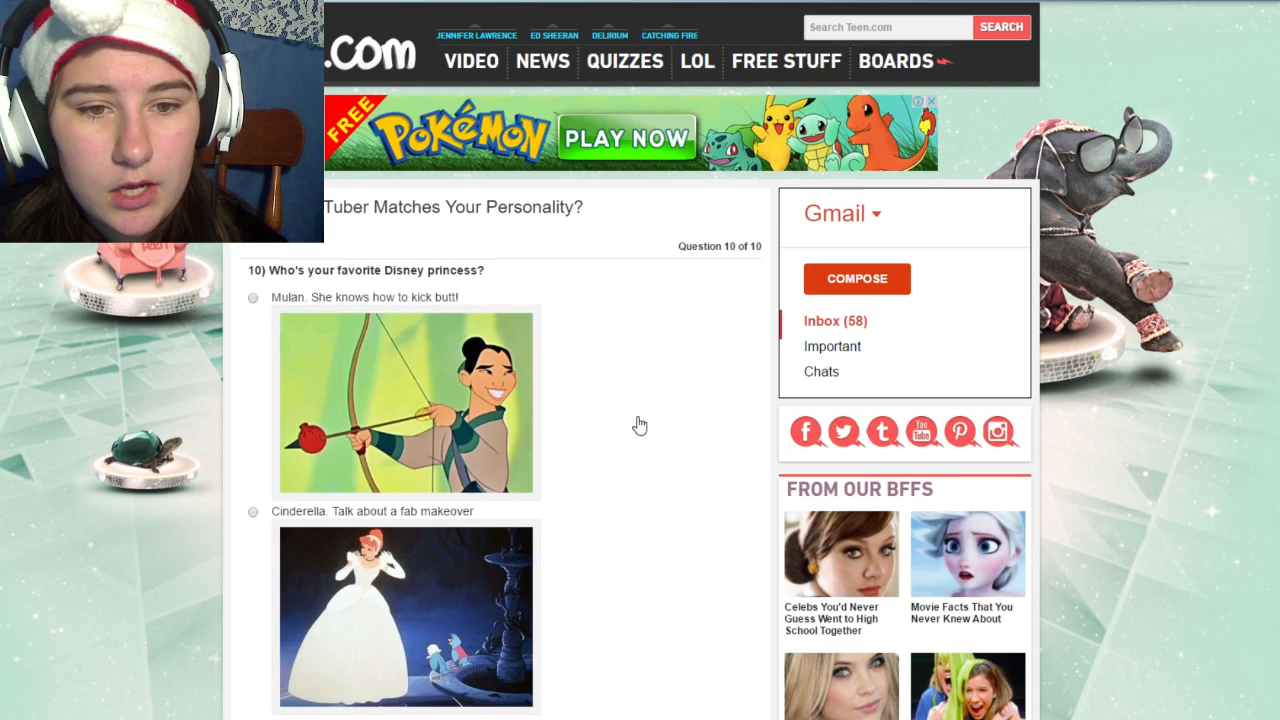 .com
JENNIFER LAWRENCE ED SHEERAN DELIRIUM CATCHING FIRE
Search Teen.com SEARCH
VIDEO NEWS QUIZZES LOL FREE STUFF BOARDS
FREE POKéMON PLAY NOW
Tuber Matches Your Personality?
Question 10 of 10
10) Who's your favorite Disney princess?
Mulan. She knows how to kick butt!
Cinderella. Talk about a fab makeover
Gmail
COMPOSE
Inbox (58)
Important
Chats
You
Tube
FROM OUR BFFS
Celebs You'd Never
Guess Went to High
School Together
Movie Facts That You
Never Knew About